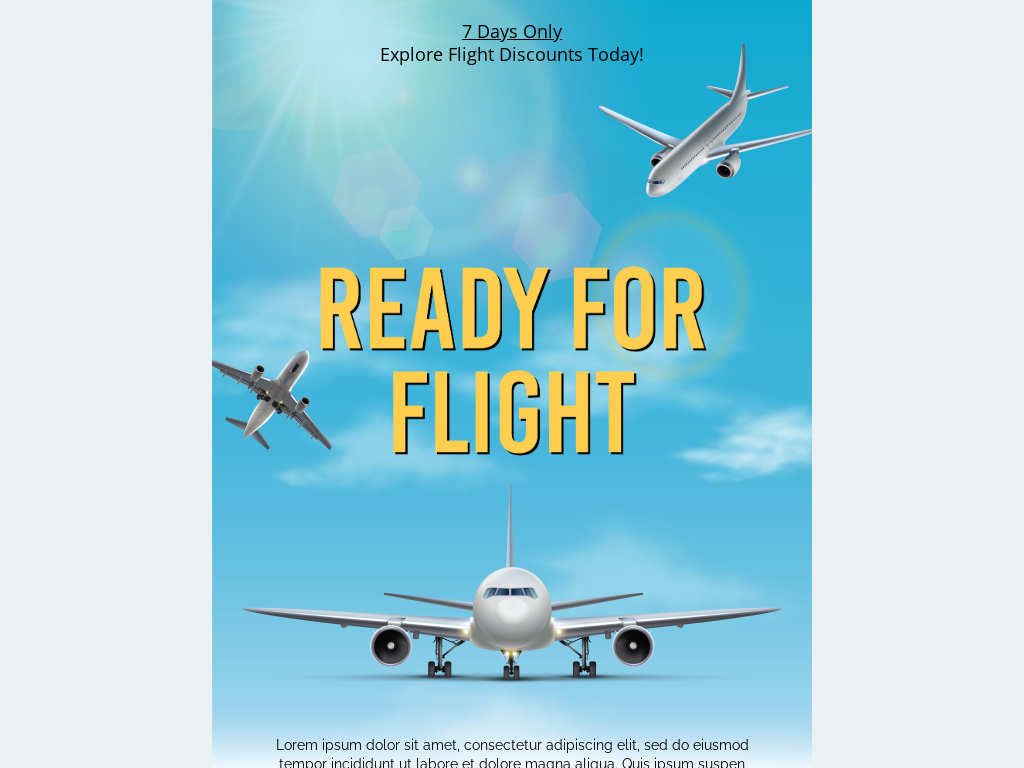 7 Days Only
Explore Flight Discounts Today!
READY FOR
FLIGHT
Lorem ipsum dolor sit amet, consectetur adipiscing elit, sed do eiusmod
tempor incididunt ut labore et dolore magna aliqua. Quis ipsum suspen